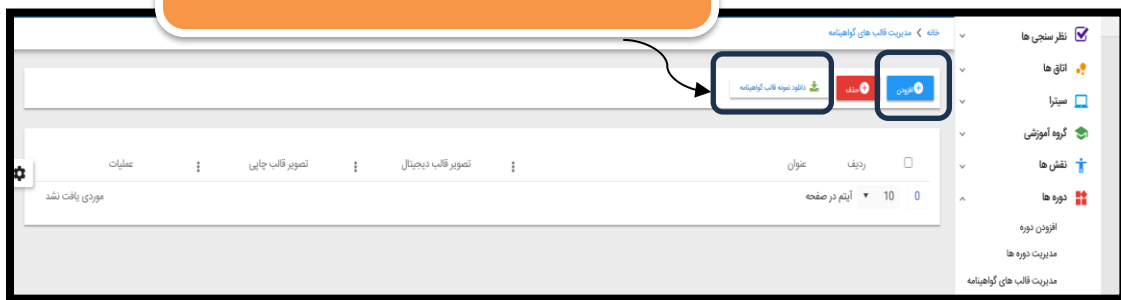 خانه ❯ مدیریت قالب های گواهینامه
افزودن
حذف
دانلود نمونه قالب گواهینامه
ردیف
عنوان
تصویر قالب دیجیتال
تصویر قالب چاپی
عملیات
0 10 آیتم در صفحه
موردی یافت نشد
نظر سنجی ها
اتاق ها
سیترا
گروه آموزشی
نقش ها
دوره ها
افزودن دوره
مدیریت دوره ها
مدیریت قالب های گواهینامه